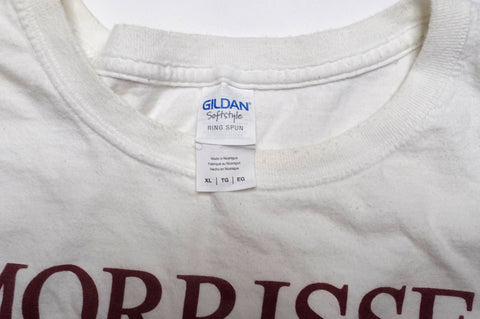 GILDAN®
Softstyle
RING SPUN
Made in Nicaragua
Fabriqué au Nicaragua
Hecho en Nicaragua
XL | TG | EG
MORRISSE